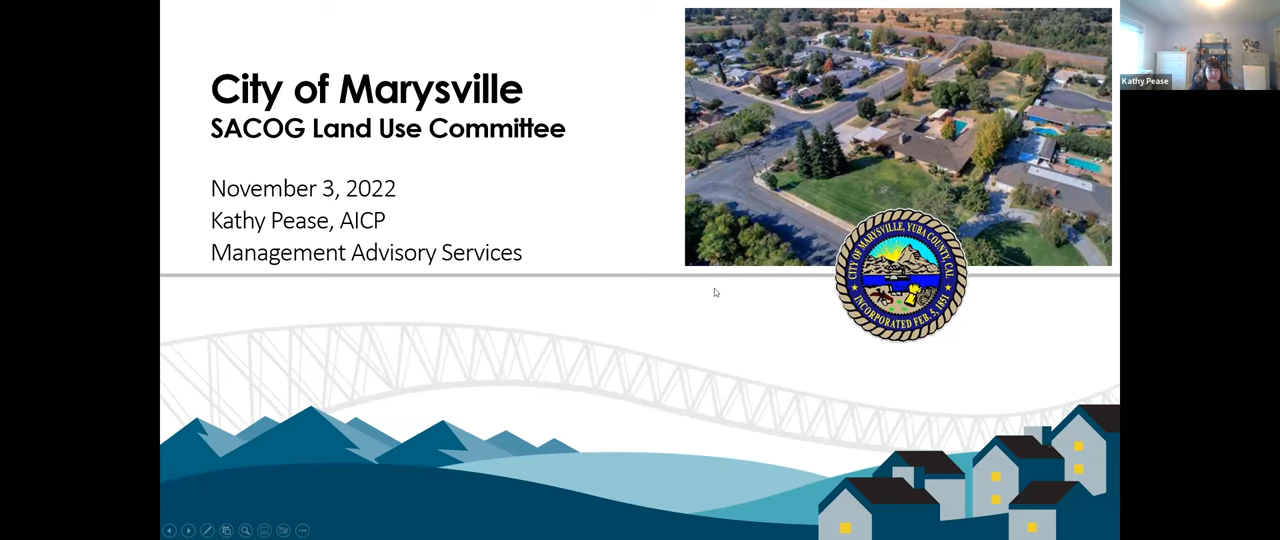 City of Marysville
SACOG Land Use Committee
November 3, 2022
Kathy Pease, AICP
Management Advisory Services
CITY OF MARYSVILLE, YUBA COUNTY, CAL.
INCORPORATED FEB. 5, 1851
Kathy Pease